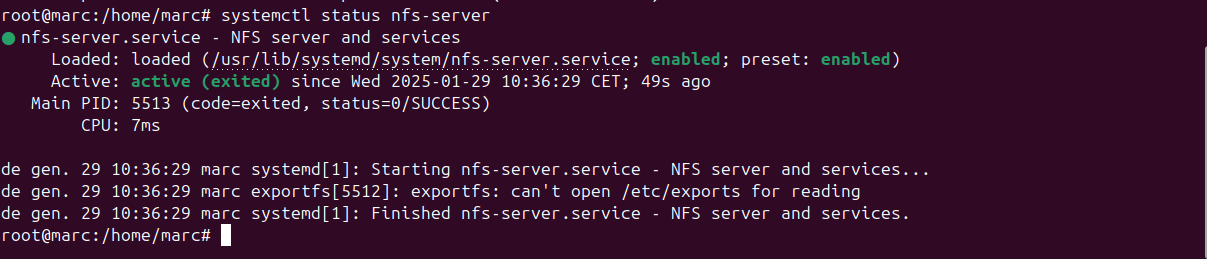 root@marc:/home/marc# systemctl status nfs-server
● nfs-server.service - NFS server and services
     Loaded: loaded (/usr/lib/systemd/system/nfs-server.service; enabled; preset: enabled)
     Active: active (exited) since Wed 2025-01-29 10:36:29 CET; 49s ago
   Main PID: 5513 (code=exited, status=0/SUCCESS)
        CPU: 7ms

de gen. 29 10:36:29 marc systemd[1]: Starting nfs-server.service - NFS server and services...
de gen. 29 10:36:29 marc exportfs[5512]: exportfs: can't open /etc/exports for reading
de gen. 29 10:36:29 marc systemd[1]: Finished nfs-server.service - NFS server and services.
root@marc:/home/marc#